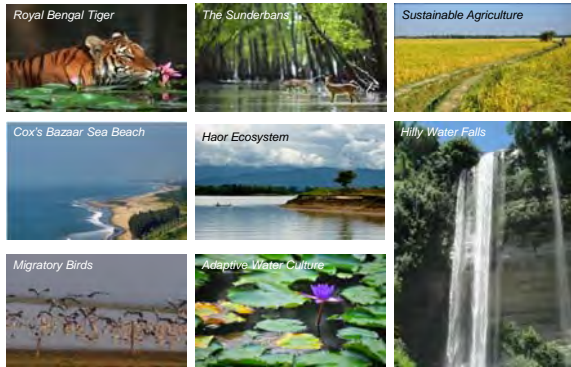 Royal Bengal Tiger
The Sunderbans
Sustainable Agriculture
Cox's Bazaar Sea Beach
Haor Ecosystem
Hilly Water Falls
Migratory Birds
Adaptive Water Culture